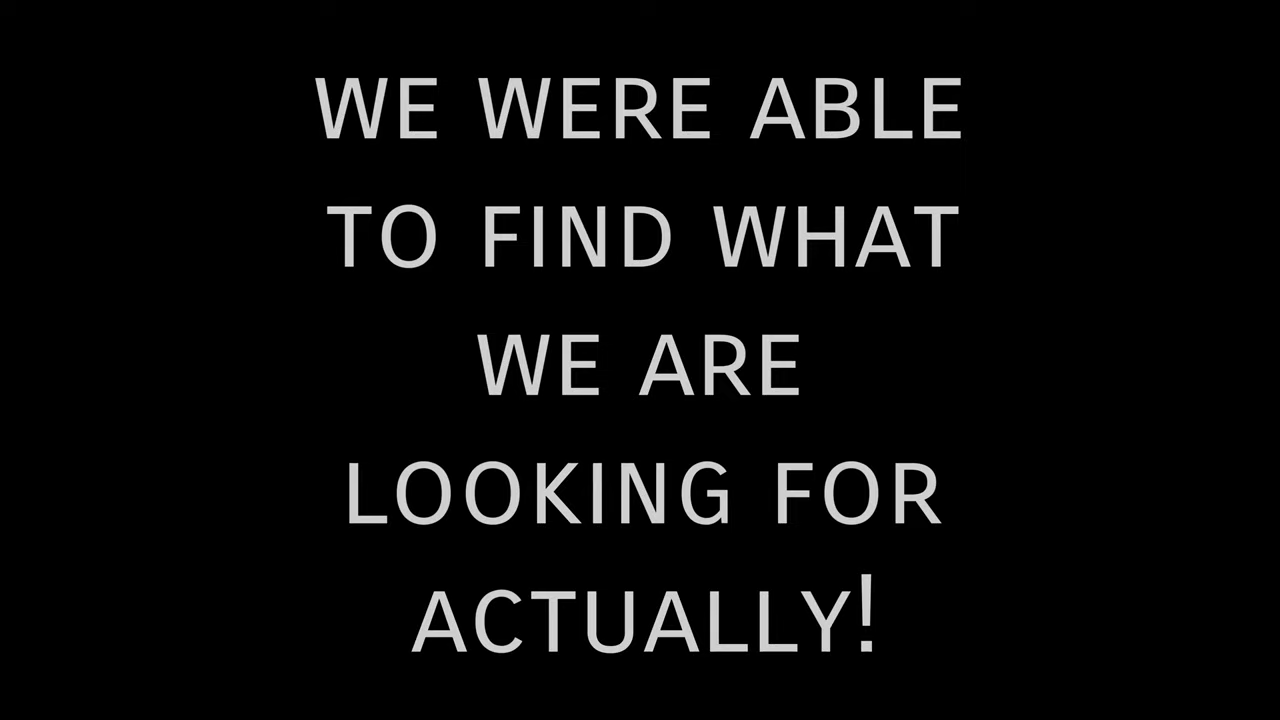 WE WERE ABLE
TO FIND WHAT
WE ARE
LOOKING FOR
ACTUALLY!